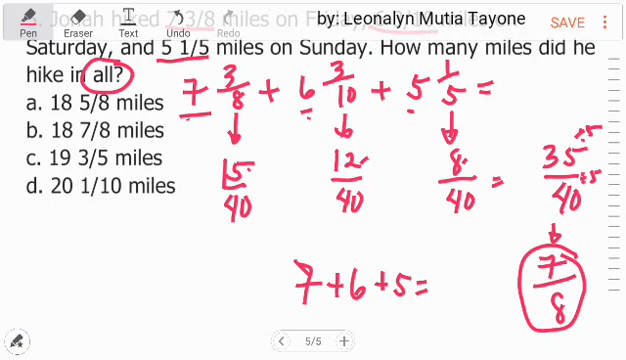 by: Leonalyn Mutia Tayone
DISCARD
SAVE
Pen
Eraser
Text
Saturday, and 5 1/5 miles on Sunday. How many miles did he
hike in all?
7 3/8 + 6 3/10 + 5 1/5 =
a. 18 5/8 miles
b. 18 7/8 miles
c. 19 3/5 miles
d. 20 1/10 miles
15/40 12/40 8/40 = 35/40 ÷5 ÷5
7/8
7+6+5=
< 5/5 +